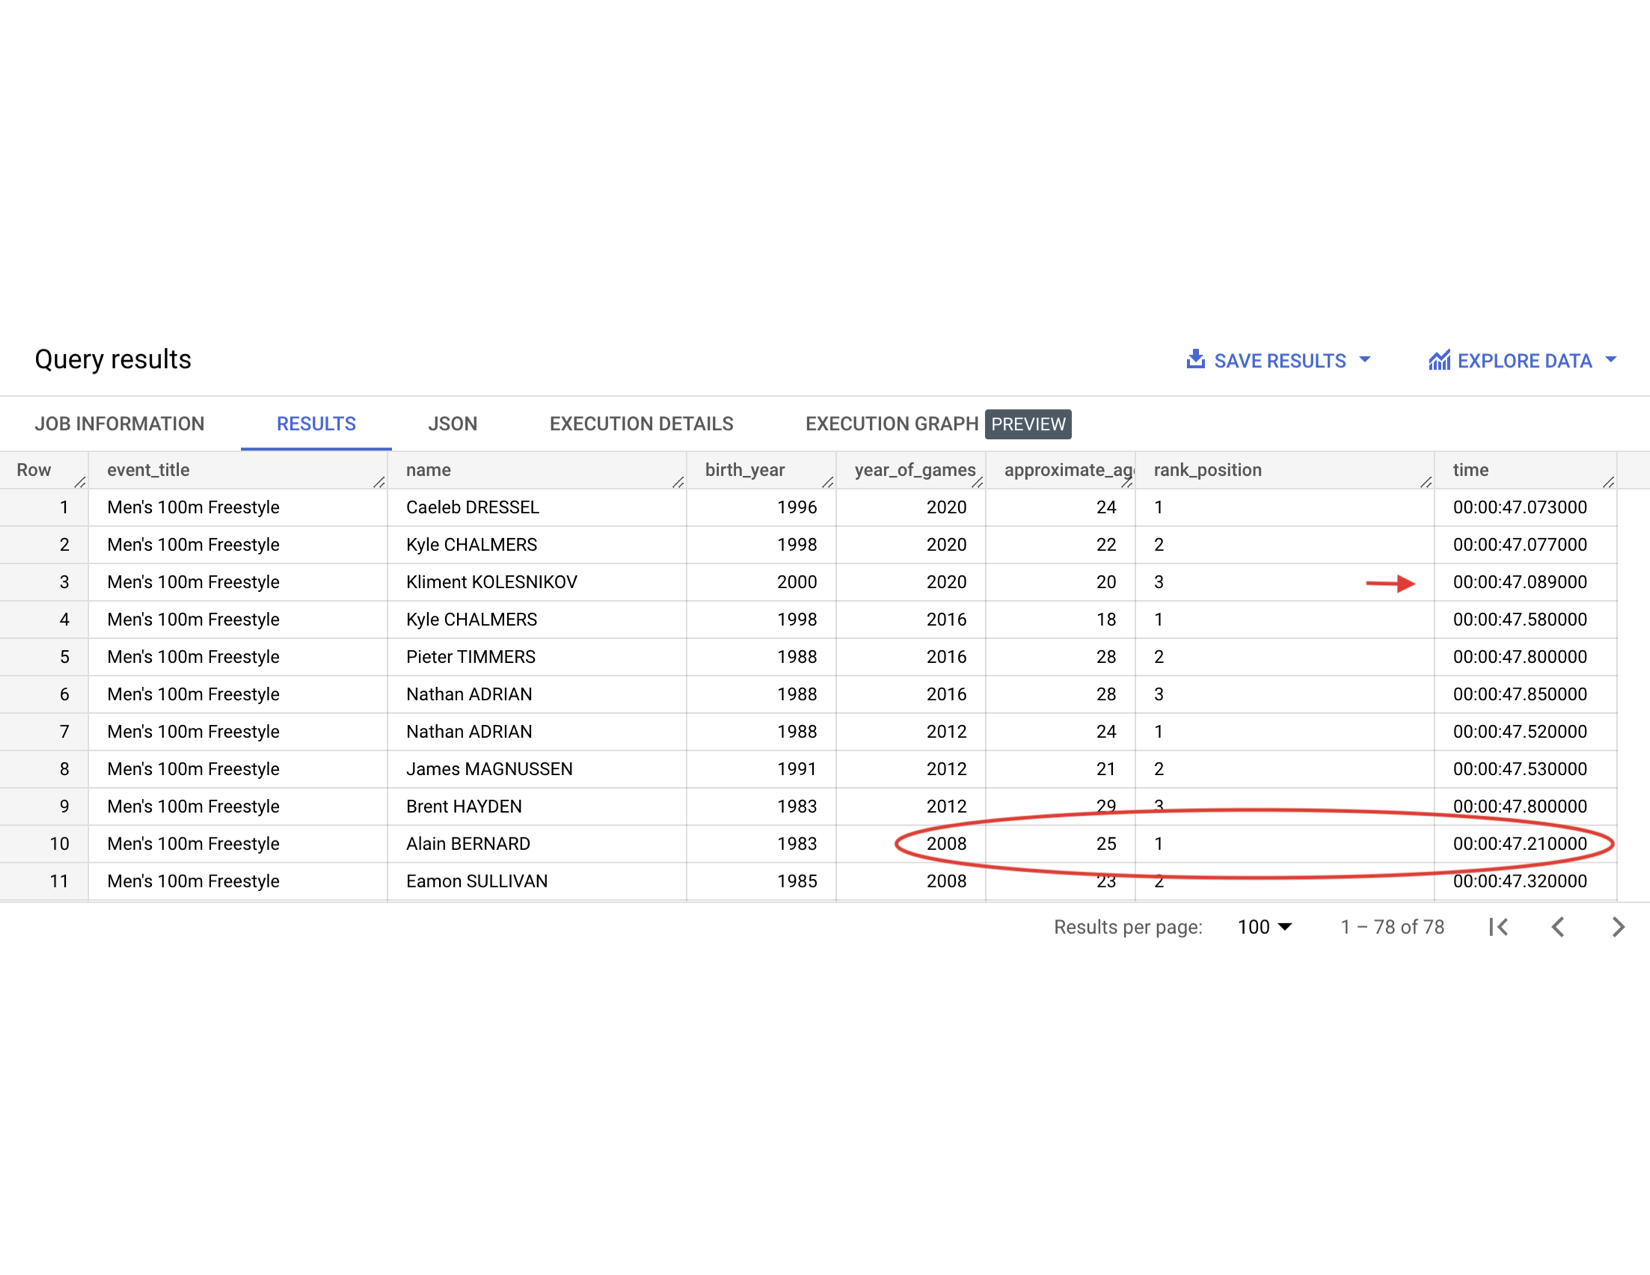 Query results SAVE RESULTS EXPLORE DATA
JOB INFORMATION RESULTS JSON EXECUTION DETAILS EXECUTION GRAPH PREVIEW
Row event_title name birth_year year_of_games approximate_ag rank_position time
1 Men's 100m Freestyle Caeleb DRESSEL 1996 2020 24 1 00:00:47.073000
2 Men's 100m Freestyle Kyle CHALMERS 1998 2020 22 2 00:00:47.077000
3 Men's 100m Freestyle Kliment KOLESNIKOV 2000 2020 20 3 00:00:47.089000
4 Men's 100m Freestyle Kyle CHALMERS 1998 2016 18 1 00:00:47.580000
5 Men's 100m Freestyle Pieter TIMMERS 1988 2016 28 2 00:00:47.800000
6 Men's 100m Freestyle Nathan ADRIAN 1988 2016 28 3 00:00:47.850000
7 Men's 100m Freestyle Nathan ADRIAN 1988 2012 24 1 00:00:47.520000
8 Men's 100m Freestyle James MAGNUSSEN 1991 2012 21 2 00:00:47.530000
9 Men's 100m Freestyle Brent HAYDEN 1983 2012 29 3 00:00:47.800000
10 Men's 100m Freestyle Alain BERNARD 1983 2008 25 1 00:00:47.210000
11 Men's 100m Freestyle Eamon SULLIVAN 1985 2008 23 2 00:00:47.320000
Results per page: 100 1 – 78 of 78